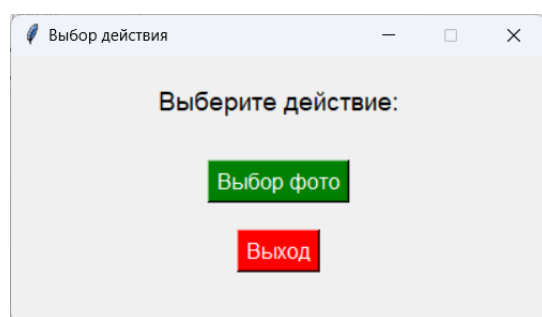 Выбор действия
Выберите действие:
Выбор фото
Выход